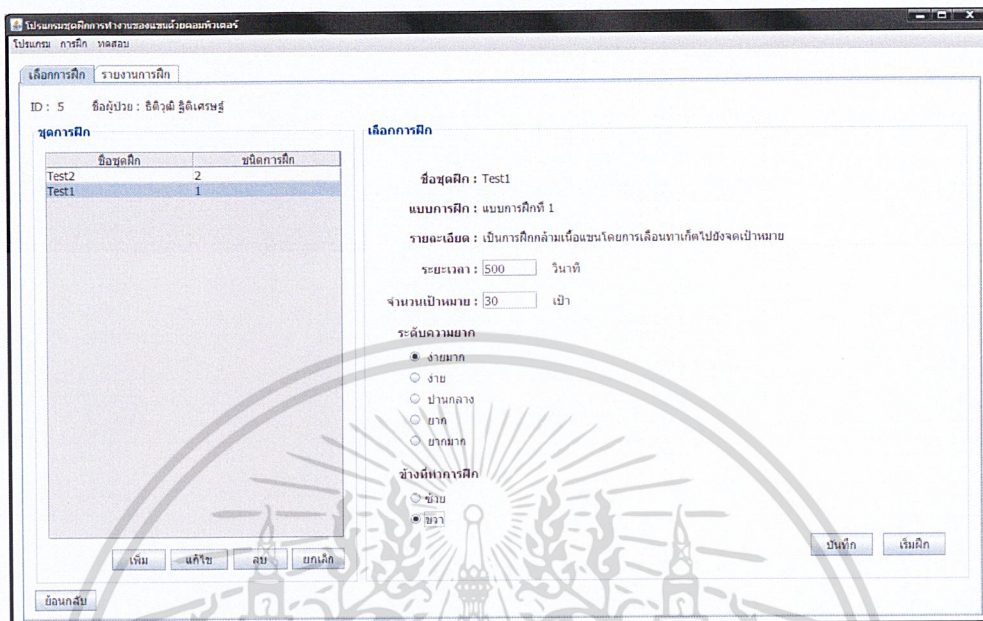 โปรแกรมชุดฝึกการทำงานของแขนด้วยคอมพิวเตอร์
โปรแกรม การฝึก ทดสอบ
เลือกการฝึก รายงานการฝึก
ID : 5 ชื่อผู้ป่วย : ธิติวุฒิ ฐิติเศรษฐ์
ชุดการฝึก
ชื่อชุดฝึก ชนิดการฝึก
Test2 2
Test1 1
เพิ่ม แก้ไข ลบ ยกเลิก
เลือกการฝึก
ชื่อชุดฝึก : Test1
แบบการฝึก : แบบการฝึกที่ 1
รายละเอียด : เป็นการฝึกกล้ามเนื้อแขนโดยการเลื่อนทาเก็ตไปยังจุดเป้าหมาย
ระยะเวลา : 500 วินาที
จำนวนเป้าหมาย : 30 เป้า
ระดับความยาก
ง่ายมาก
ง่าย
ปานกลาง
ยาก
ยากมาก
ข้างที่ทำการฝึก
ซ้าย
ขวา
บันทึก เริ่มฝึก
ย้อนกลับ